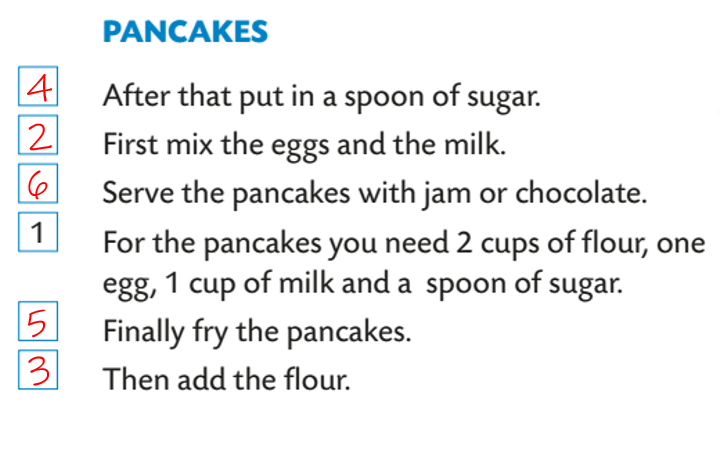 PANCAKES
4 After that put in a spoon of sugar.
2 First mix the eggs and the milk.
6 Serve the pancakes with jam or chocolate.
1 For the pancakes you need 2 cups of flour, one
egg, 1 cup of milk and a spoon of sugar.
5 Finally fry the pancakes.
3 Then add the flour.